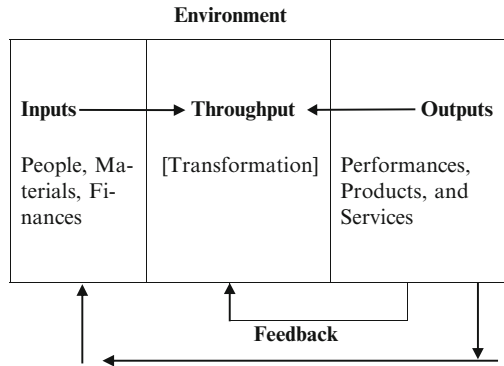 Environment
Inputs Throughput Outputs
People, Ma-
terials, Fi-
nances
[Transformation]
Performances,
Products, and
Services
Feedback